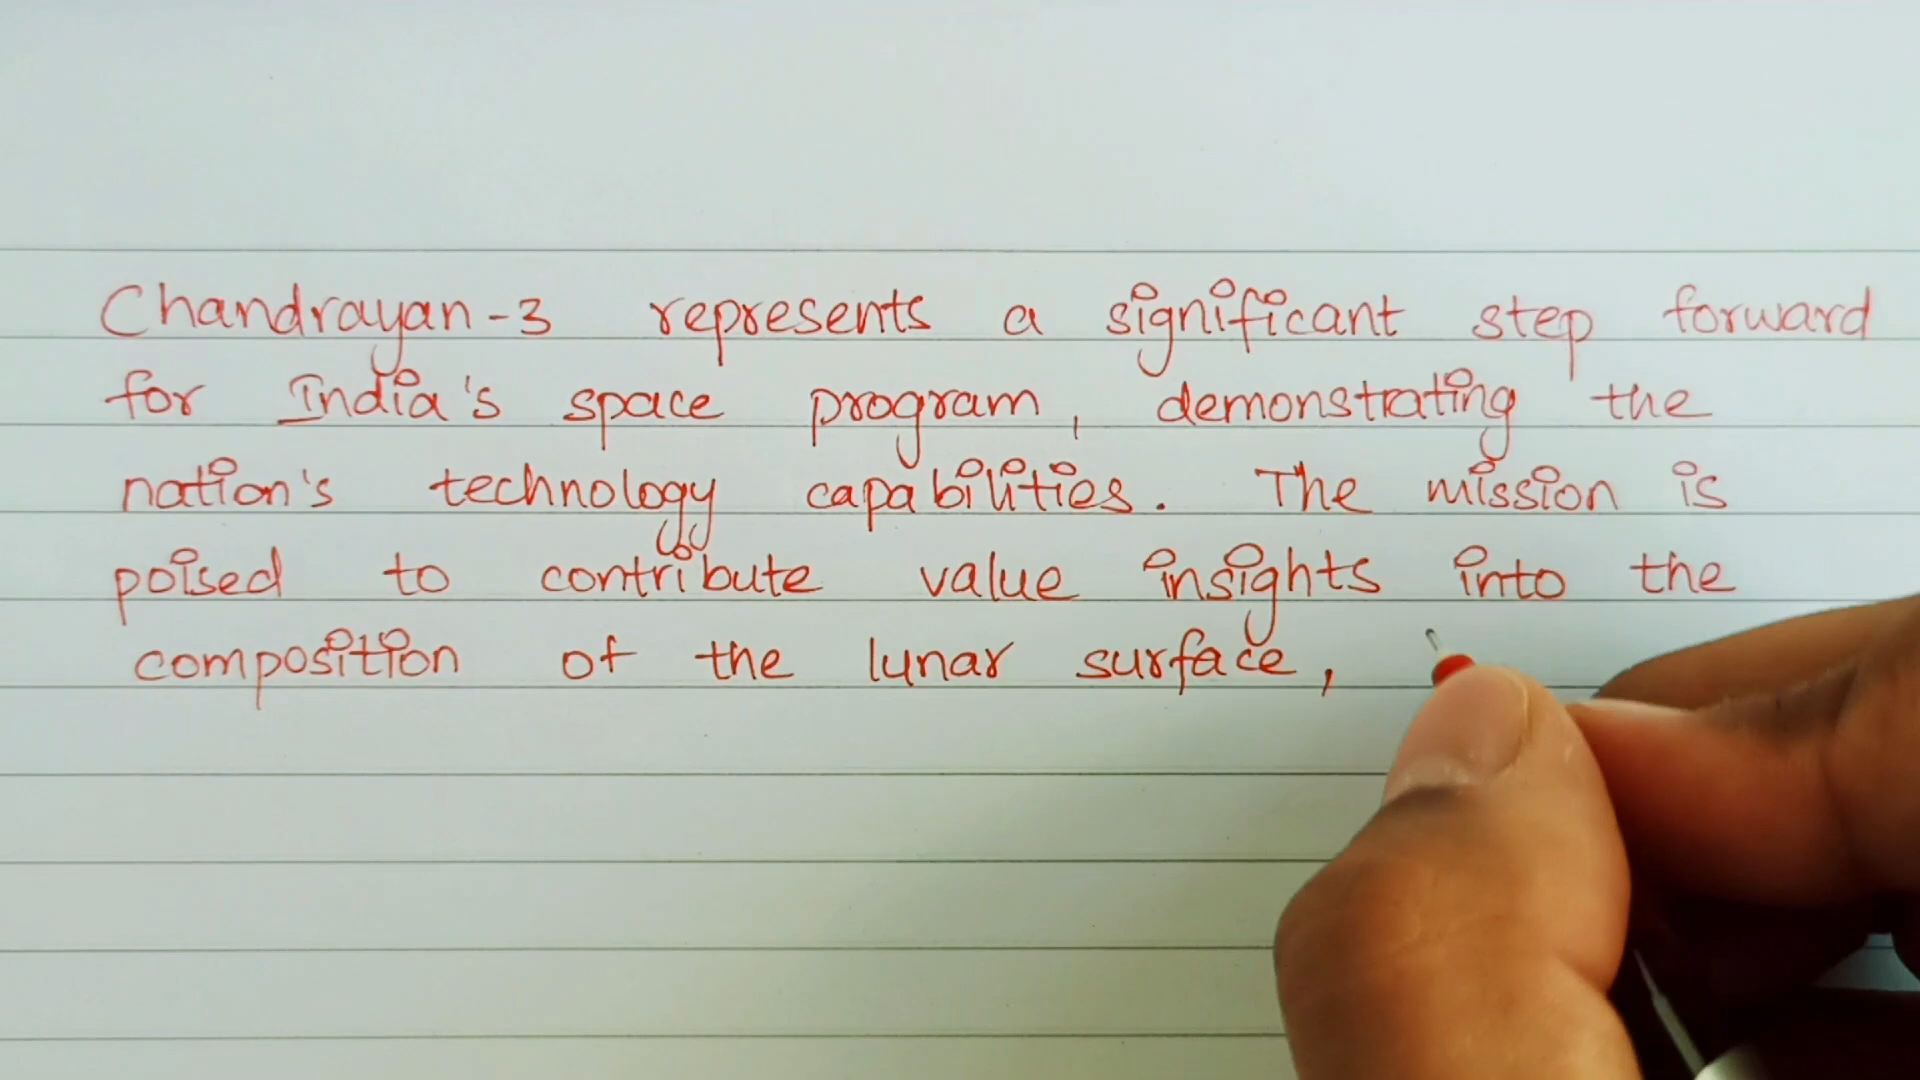 Chandrayan-3 represents a significant step forward
for India's space program, demonstrating the
nation's technology capabilities. The mission is
poised to contribute value insights into the
composition of the lunar surface,